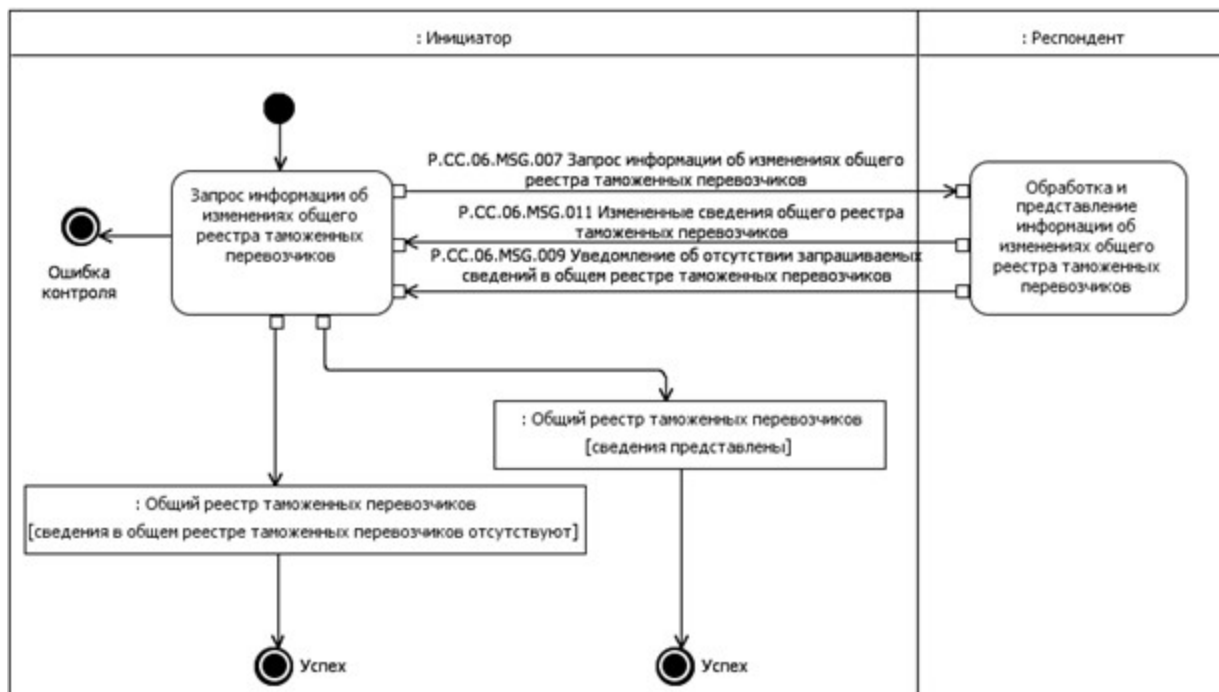 : Инициатор
: Респондент
P.CC.06.MSG.007 Запрос информации об изменениях общего
реестра таможенных перевозчиков
Запрос информации об
изменениях общего
реестра таможенных
перевозчиков
P.CC.06.MSG.011 Измененные сведения общего реестра
таможенных перевозчиков
P.CC.06.MSG.009 Уведомление об отсутствии запрашиваемых
сведений в общем реестре таможенных перевозчиков
Обработка и
представление
информации об
изменениях общего
реестра таможенных
перевозчиков
Ошибка
контроля
: Общий реестр таможенных перевозчиков
[сведения представлены]
: Общий реестр таможенных перевозчиков
[сведения в общем реестре таможенных перевозчиков отсутствуют]
Успех
Успех